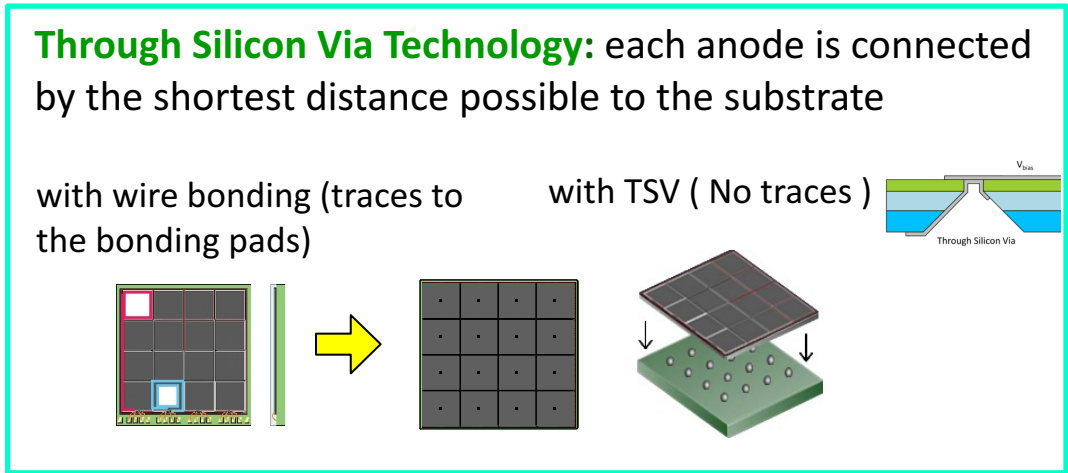 Through Silicon Via Technology: each anode is connected
by the shortest distance possible to the substrate
with wire bonding (traces to
the bonding pads)
with TSV ( No traces )
Vbias
Through Silicon Via